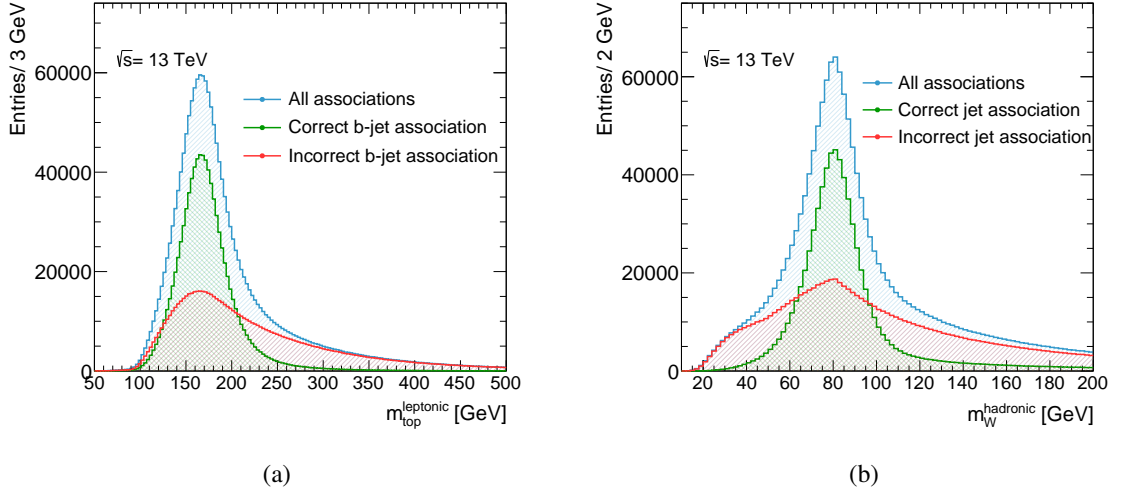 Entries/ 3 GeV
√s= 13 TeV
All associations
Correct b-jet association
Incorrect b-jet association
60000
40000
20000
0
50 100 150 200 250 300 350 400 450 500
m_top^leptonic [GeV]
(a)
Entries/ 2 GeV
√s= 13 TeV
All associations
Correct jet association
Incorrect jet association
60000
40000
20000
0
20 40 60 80 100 120 140 160 180 200
m_W^hadronic [GeV]
(b)